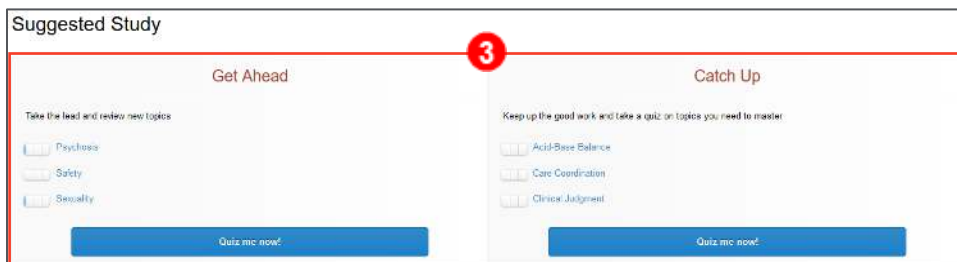 Suggested Study
3
Get Ahead
Take the lead and review new topics
Psychosis
Safety
Sexuality
Quiz me now!
Catch Up
Keep up the good work and take a quiz on topics you need to master
Acid-Base Balance
Care Coordination
Clinical Judgment
Quiz me now!